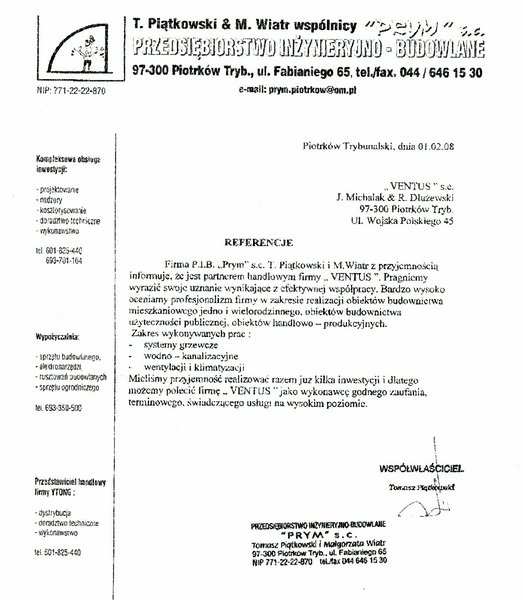 T. Piątkowski & M. Wiatr wspólnicy "PRYM" s.c.
PRZEDSIĘBIORSTWO INŻYNIERYJNO - BUDOWLANE
97-300 Piotrków Tryb., ul. Fabianiego 65, tel./fax. 044 / 646 15 30
NIP: 771-22-22-870
e-mail: prym.piotrkow@om.pl
Piotrków Trybunalski, dnia 01.02.08
„ VENTUS ” s.c.
J. Michalak & R. Dłużewski
97-300 Piotrków Tryb.
Ul. Wojska Polskiego 45
REFERENCJE
Firma P.I.B. „Prym” s.c. T. Piątkowski i M.Wiatr z przyjemnością
informuje, że jest partnerem handlowym firmy „ VENTUS ”. Pragniemy
wyrazić swoje uznanie wynikające z efektywnej współpracy. Bardzo wysoko
oceniamy profesjonalizm firmy w zakresie realizacji obiektów budownictwa
mieszkaniowego jedno i wielorodzinnego, obiektów budownictwa
użyteczności publicznej, obiektów handlowo – produkcyjnych.
Zakres wykonywanych prac :
- systemy grzewcze
- wodno – kanalizacyjne
- wentylacji i klimatyzacji
Mieliśmy przyjemność realizować razem już kilka inwestycji i dlatego
możemy polecić firmę „ VENTUS ” jako wykonawcę godnego zaufania,
terminowego, świadczącego usługi na wysokim poziomie.
Kompleksowa obsługa
inwestycji:
- projektowanie
- nadzory
- kosztorysowanie
- doradztwo techniczne
- wykonawstwo
tel. 601-825-440
693-701-164
Wypożyczalnia:
- sprzętu budowlanego,
- elektronarzędzi,
- rusztowań budowlanych
- sprzętu ogrodniczego
tel. 653-350-500
Przedstawiciel handlowy
firmy YTONG :
- dystrybucja
- doradztwo techniczne
- wykonawstwo
tel. 601-825-440
WSPÓŁWŁAŚCICIEL
Tomasz Piątkowski
PRZEDSIĘBIORSTWO INŻYNIERYJNO-BUDOWLANE
"PRYM" s.c.
Tomasz Piątkowski i Małgorzata Wiatr
97-300 Piotrków Tryb., ul. Fabianiego 65
NIP 771-22-22-870 tel./fax 044 646 15 30